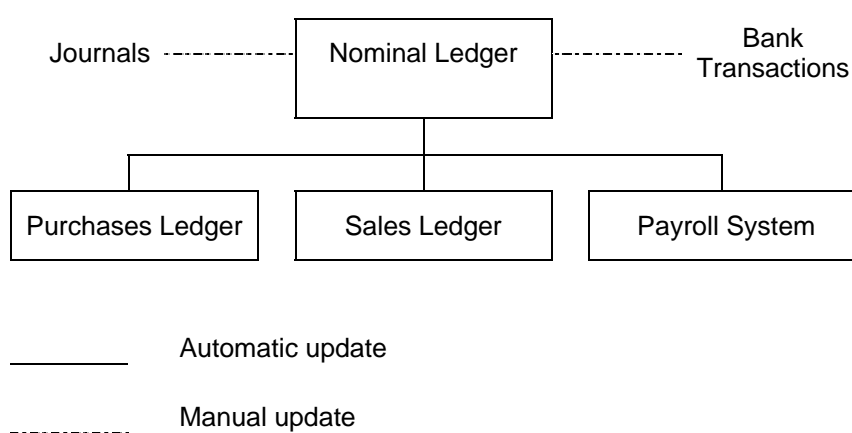 Journals
Nominal Ledger
Bank
Transactions
Purchases Ledger
Sales Ledger
Payroll System
Automatic update
Manual update